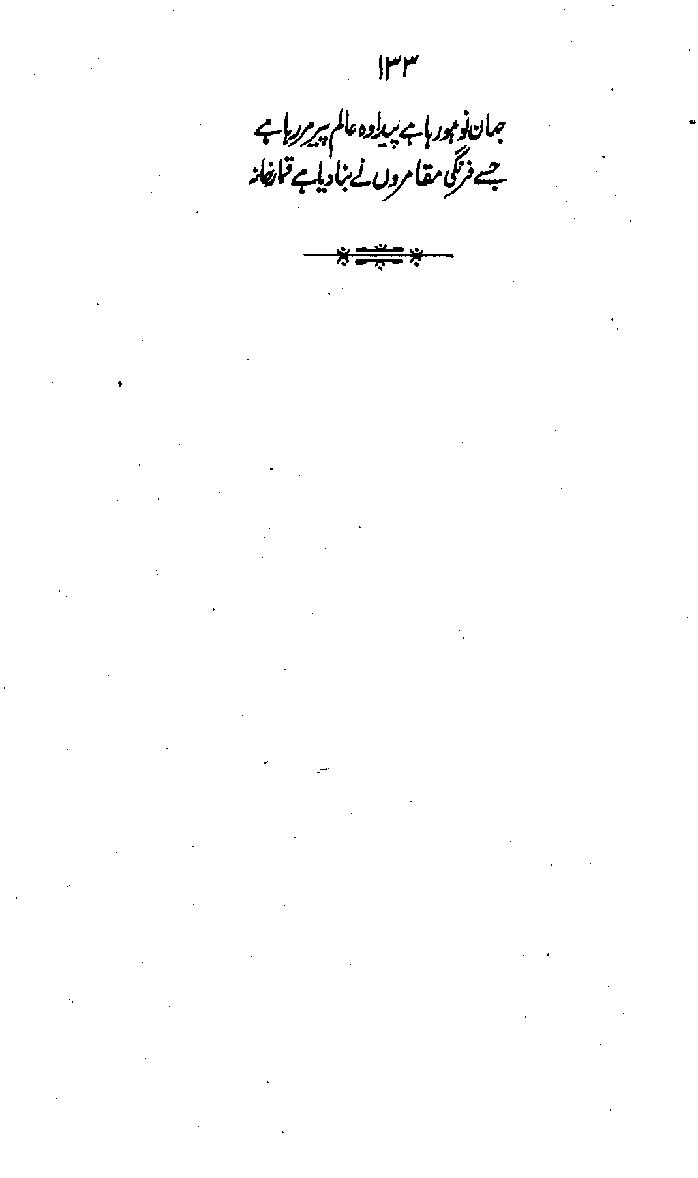 ۱۳۳
جہان نو ہو رہا ہے پیدا وہ عالم پیر مر رہا ہے
جسے فرنگی مقامروں نے بنا دیا ہے قمار خانہ